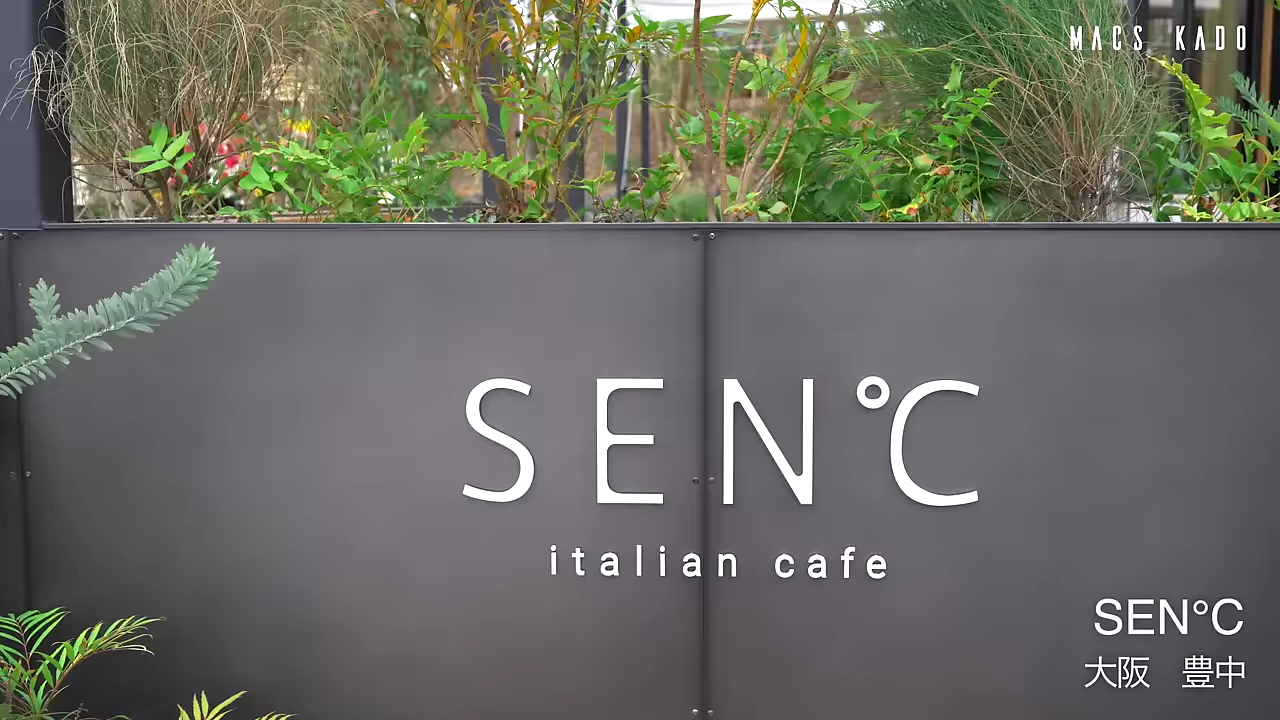 MACS KADO
SEN℃
italian cafe
SEN°C
大阪　豊中